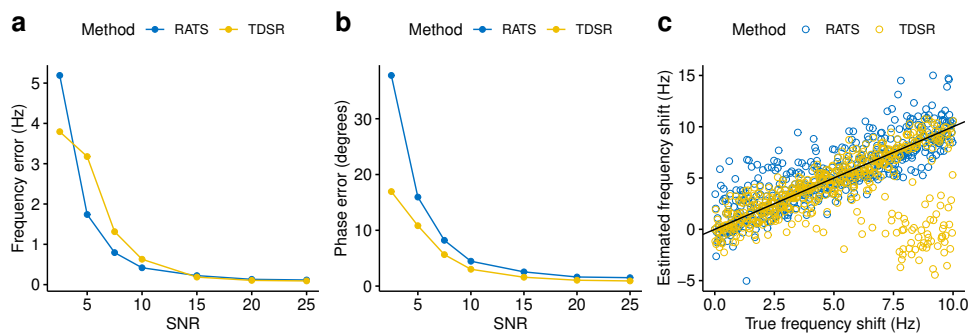 a
Method RATS TDSR
Frequency error (Hz)
5
4
3
2
1
0
5 10 15 20 25
SNR
b
Method RATS TDSR
Phase error (degrees)
30
20
10
0
5 10 15 20 25
SNR
c
Method RATS TDSR
Estimated frequency shift (Hz)
15
10
5
0
−5
0.0 2.5 5.0 7.5 10.0
True frequency shift (Hz)